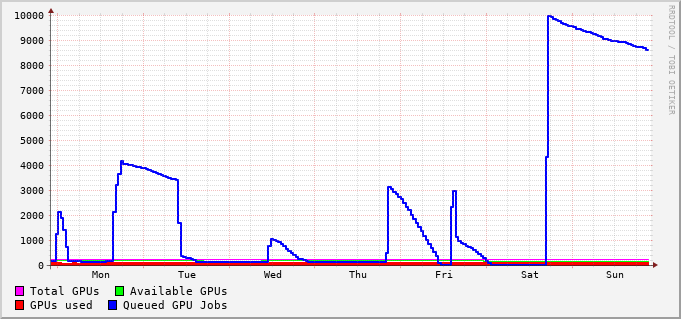 10000
9000
8000
7000
6000
5000
4000
3000
2000
1000
0
Mon Tue Wed Thu Fri Sat Sun
Total GPUs Available GPUs
GPUs used Queued GPU Jobs
RRDTOOL / TOBI OETIKER